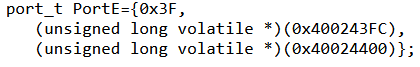 port_t PortE={0x3F,
(unsigned long volatile *)(0x400243FC),
(unsigned long volatile *)(0x40024400)};